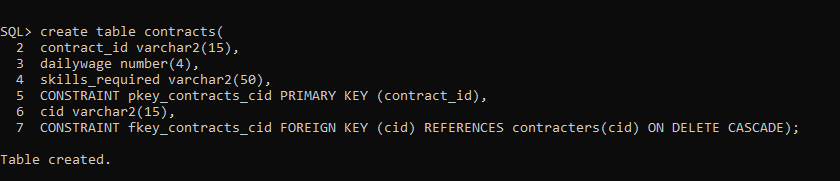 SQL> create table contracts(
  2  contract_id varchar2(15),
  3  dailywage number(4),
  4  skills_required varchar2(50),
  5  CONSTRAINT pkey_contracts_cid PRIMARY KEY (contract_id),
  6  cid varchar2(15),
  7  CONSTRAINT fkey_contracts_cid FOREIGN KEY (cid) REFERENCES contracters(cid) ON DELETE CASCADE);
Table created.